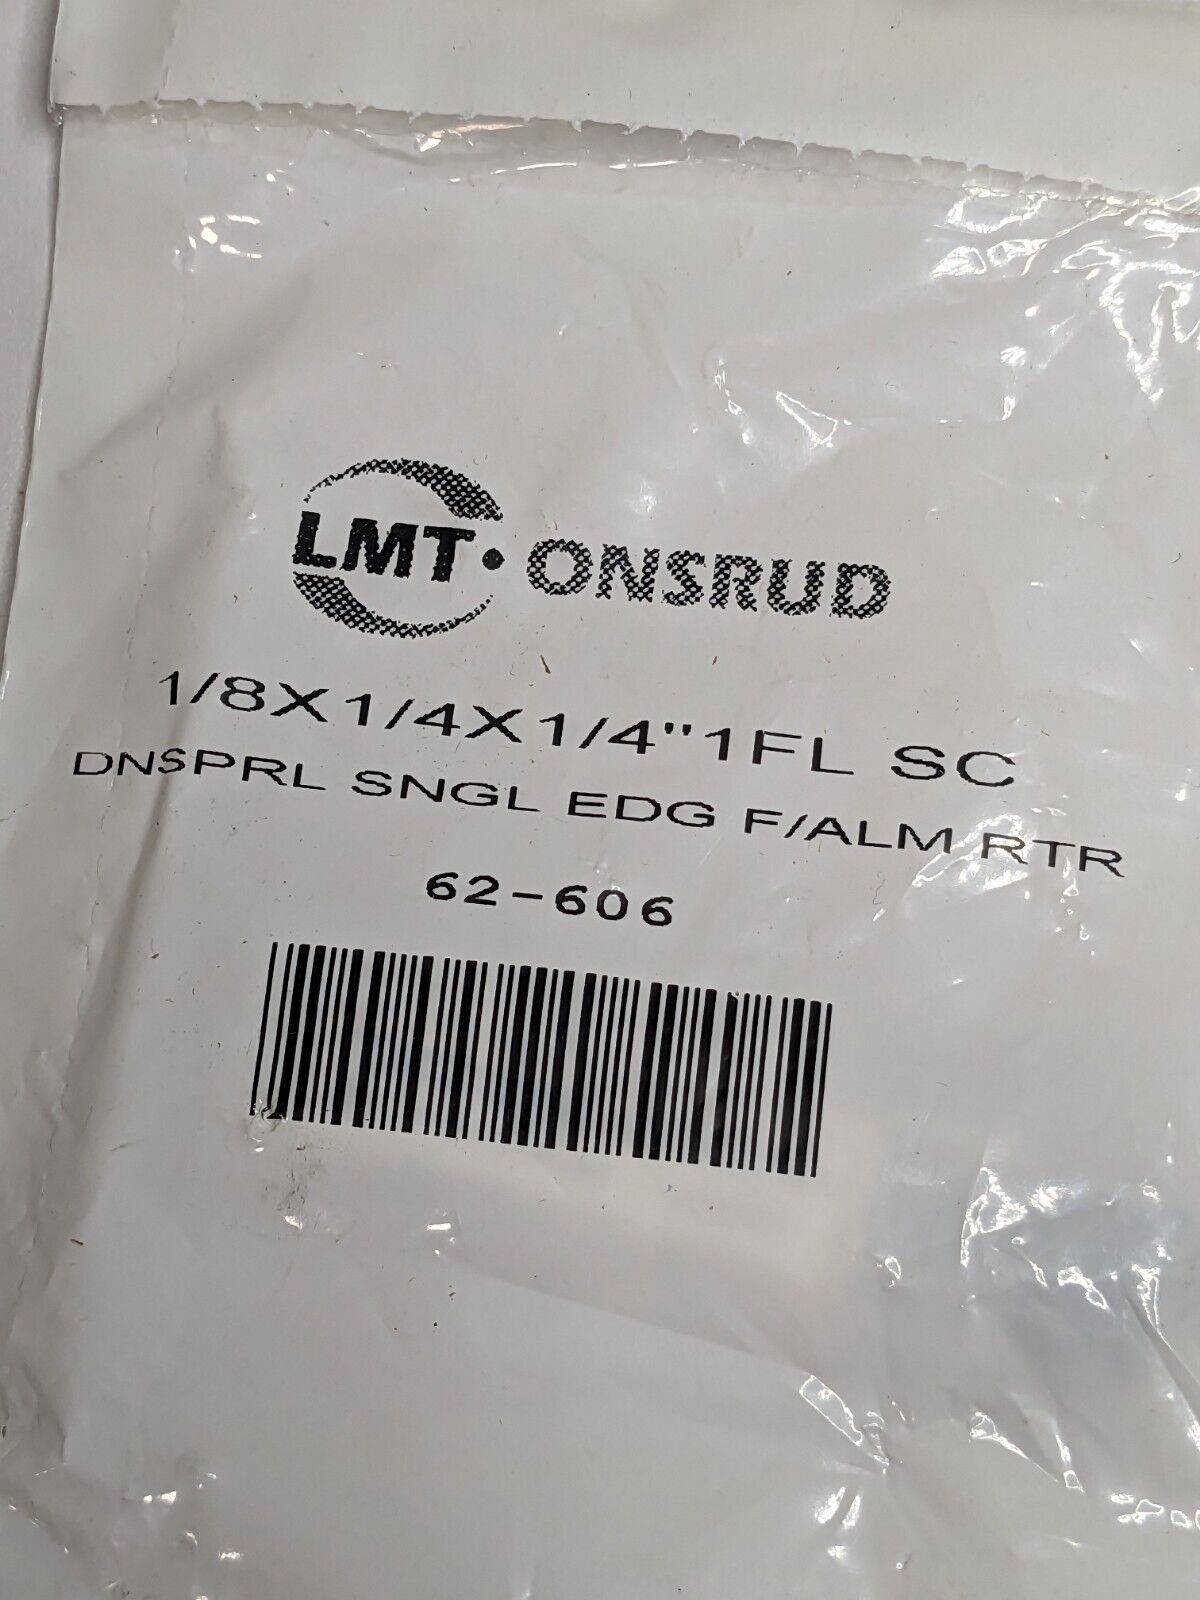 LMT• ONSRUD
1/8X1/4X1/4"1FL SC
DNSPRL SNGL EDG F/ALM RTR
62-606